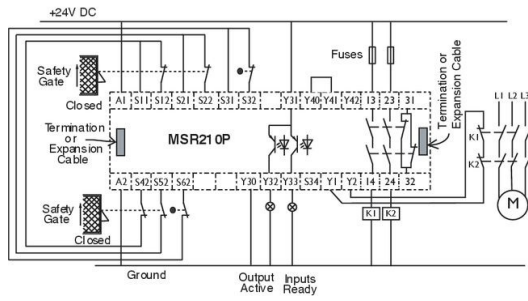 +24V DC
Fuses
Safety
Gate
Closed
A1 S11 S12 S21 S22 S31 S32 Y31 Y40 Y41 Y42 13 23 31
Termination or
Expansion Cable
L1 L2 L3
Termination
or
Expansion
Cable
MSR210P
K1
K2
A2 S42 S52 S62 Y30 Y32 Y33 S34 Y1 Y2 14 24 32
Safety
Gate
K1 K2
M
Closed
Ground
Output
Active
Inputs
Ready